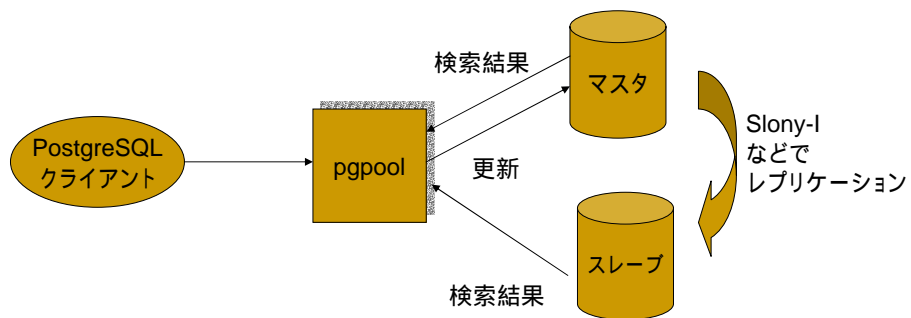 検索結果
マスタ
PostgreSQL
クライアント
pgpool
更新
Slony-I
などで
レプリケーション
スレーブ
検索結果